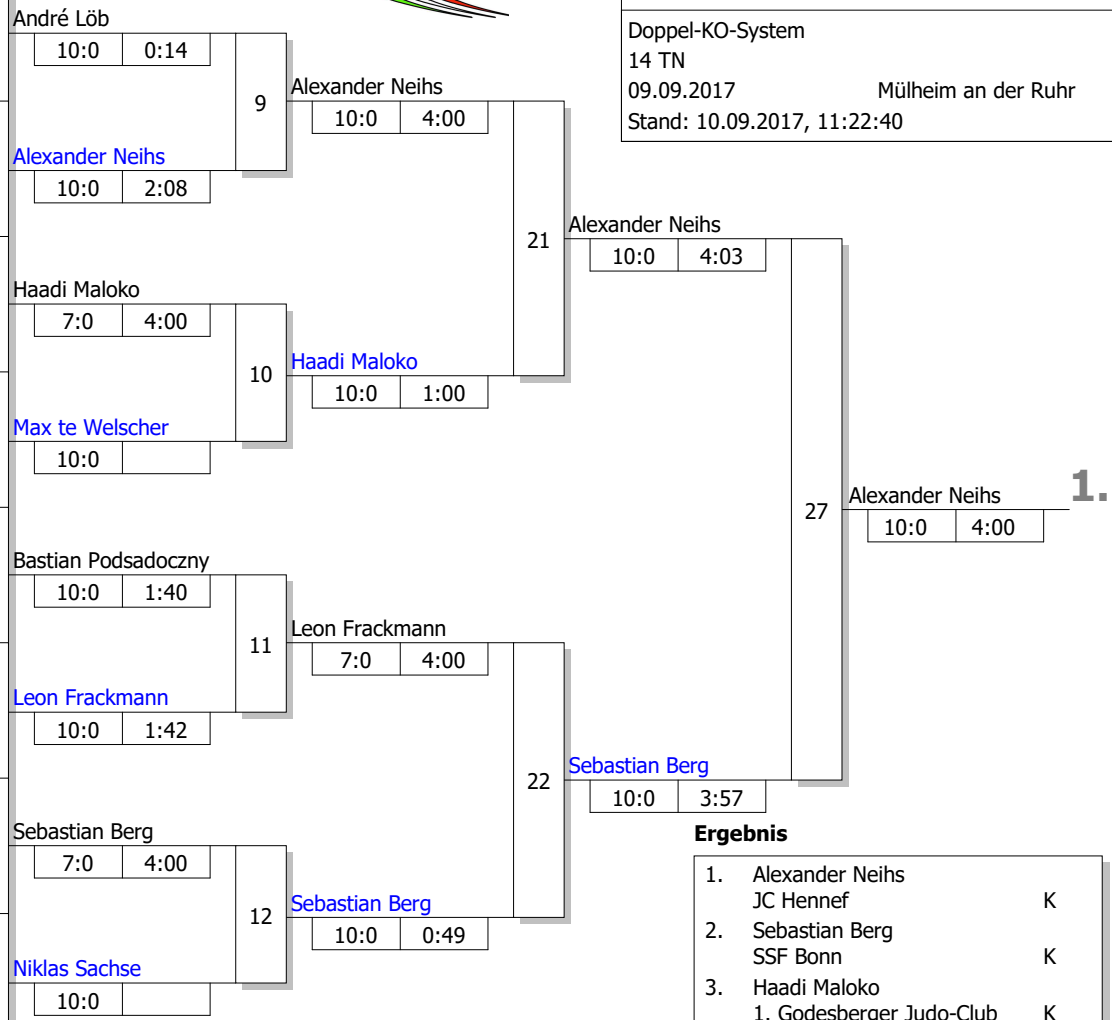 André Löb
10:0 0:14
9
Alexander Neihs
10:0 4:00
Alexander Neihs
10:0 2:08
Doppel-KO-System
14 TN
09.09.2017 Mülheim an der Ruhr
Stand: 10.09.2017, 11:22:40
21
Alexander Neihs
10:0 4:03
Haadi Maloko
7:0 4:00
10
Haadi Maloko
10:0 1:00
Max te Welscher
10:0
27
Alexander Neihs
10:0 4:00
1.
Bastian Podsadoczny
10:0 1:40
11
Leon Frackmann
7:0 4:00
Leon Frackmann
10:0 1:42
22
Sebastian Berg
10:0 3:57
Sebastian Berg
7:0 4:00
12
Sebastian Berg
10:0 0:49
Niklas Sachse
10:0
Ergebnis
1. Alexander Neihs
JC Hennef K
2. Sebastian Berg
SSF Bonn K
3. Haadi Maloko
1. Godesberger Judo-Club K